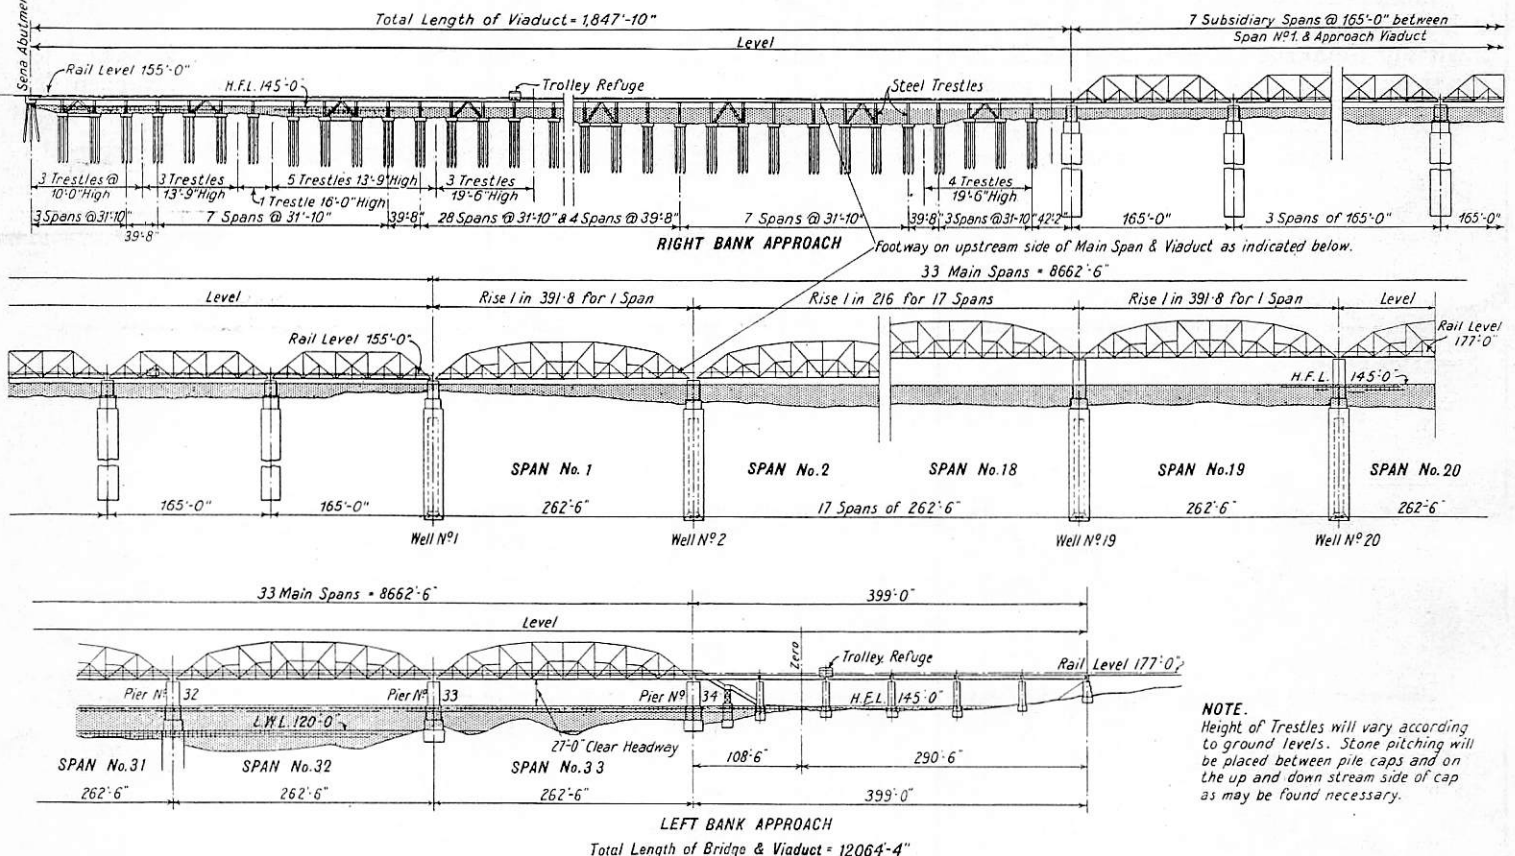 Sena Abutme
Total Length of Viaduct = 1,847'-10"
7 Subsidiary Spans @ 165'-0" between
Span Nº1. & Approach Viaduct
Level
Rail Level 155'-0"
H.F.L. 145'-0"
Trolley Refuge
Steel Trestles
3 Trestles @
10'-0" High
3 Trestles
13'-9" High
1 Trestle 16'-0" High
5 Trestles 13'-9" High
3 Trestles
19'-6" High
4 Trestles
19'-6" High
3 Spans @ 31'-10"
39'-8"
7 Spans @ 31'-10"
39'-8"
28 Spans @ 31'-10" & 4 Spans @ 39'-8"
7 Spans @ 31'-10"
39'-8"
3 Spans @ 31'-10"
42'-2"
165'-0"
3 Spans of 165'-0"
165'-0"
RIGHT BANK APPROACH
Footway on upstream side of Main Span & Viaduct as indicated below.
33 Main Spans = 8662'-6"
Level
Rise 1 in 391·8 for 1 Span
Rise 1 in 216 for 17 Spans
Rise 1 in 391·8 for 1 Span
Level
Rail Level 155'-0"
Rail Level
177'-0"
H.F.L. 145'-0"
SPAN No. 1
SPAN No. 2
SPAN No. 18
SPAN No. 19
SPAN No. 20
165'-0"
165'-0"
262'-6"
17 Spans of 262'-6"
262'-6"
262'-6"
Well Nº1
Well Nº2
Well Nº19
Well Nº20
33 Main Spans = 8662'-6"
399'-0"
Level
Zero
Trolley Refuge
Rail Level 177'-0"
Pier Nº 32
Pier Nº 33
Pier Nº 34
H.F.L. 145'-0"
L.W.L. 120'-0"
27'-0" Clear Headway
108'-6"
290'-6"
SPAN No. 31
SPAN No. 32
SPAN No. 33
262'-6"
262'-6"
262'-6"
399'-0"
NOTE.
Height of Trestles will vary according
to ground levels. Stone pitching will
be placed between pile caps and on
the up and down stream side of cap
as may be found necessary.
LEFT BANK APPROACH
Total Length of Bridge & Viaduct = 12064'-4"